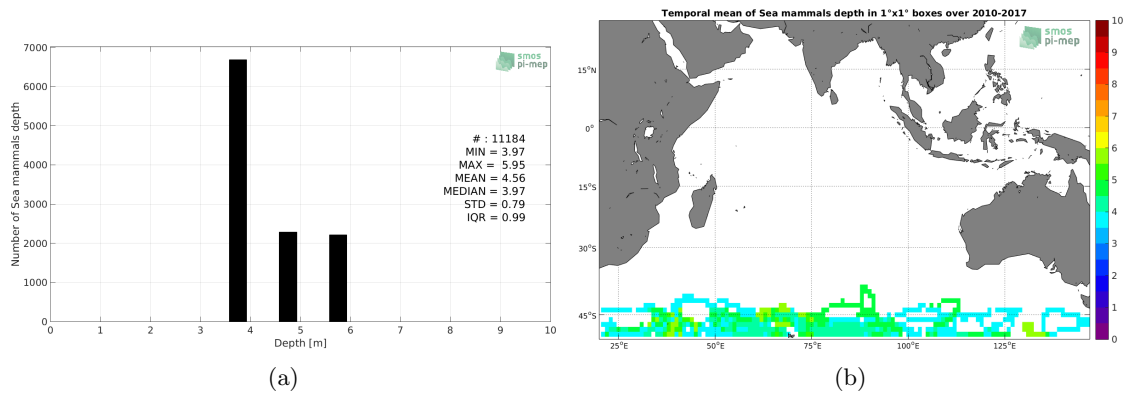 7000
6000
5000
4000
3000
2000
1000
0
Number of Sea mammals depth
smos
pi-mep
# : 11184
MIN = 3.97
MAX = 5.95
MEAN = 4.56
MEDIAN = 3.97
STD = 0.79
IQR = 0.99
0 1 2 3 4 5 6 7 8 9 10
Depth [m]
(a)
Temporal mean of Sea mammals depth in 1°x1° boxes over 2010-2017
smos
pi-mep
15°N
0°
15°S
30°S
45°S
25°E 50°E 75°E 100°E 125°E
10
9
8
7
6
5
4
3
2
1
0
(b)